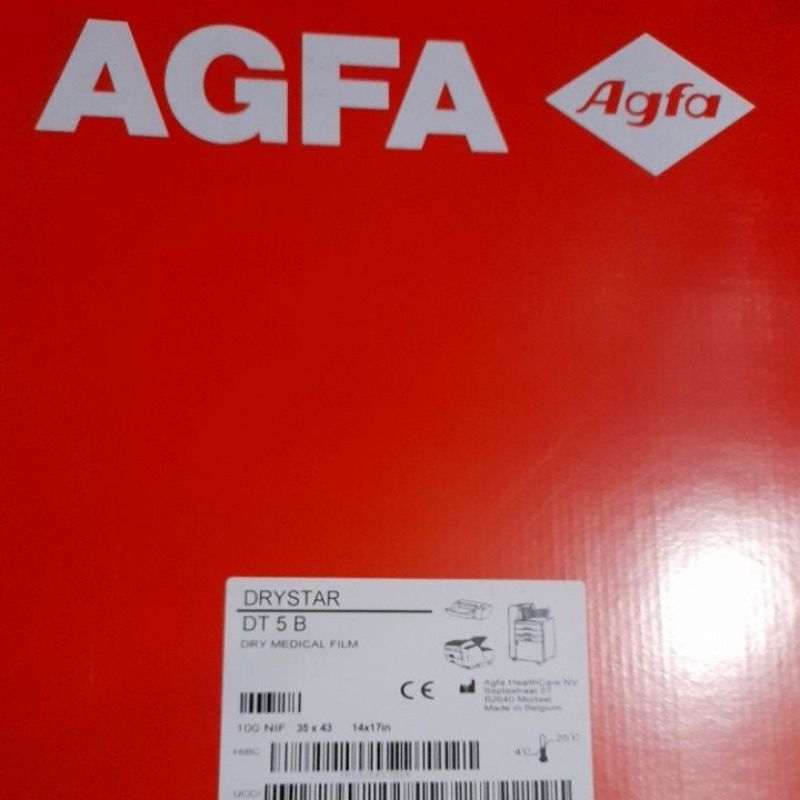 AGFA
Agfa
DRYSTAR
DT 5 B
DRY MEDICAL FILM
CE
Agfa HealthCare NV
Septestraat 27
B2640 Mortsel
Made in Belgium
100 NIF 35 x 43 14x17in
HIBC
4°C 25°C
UCC